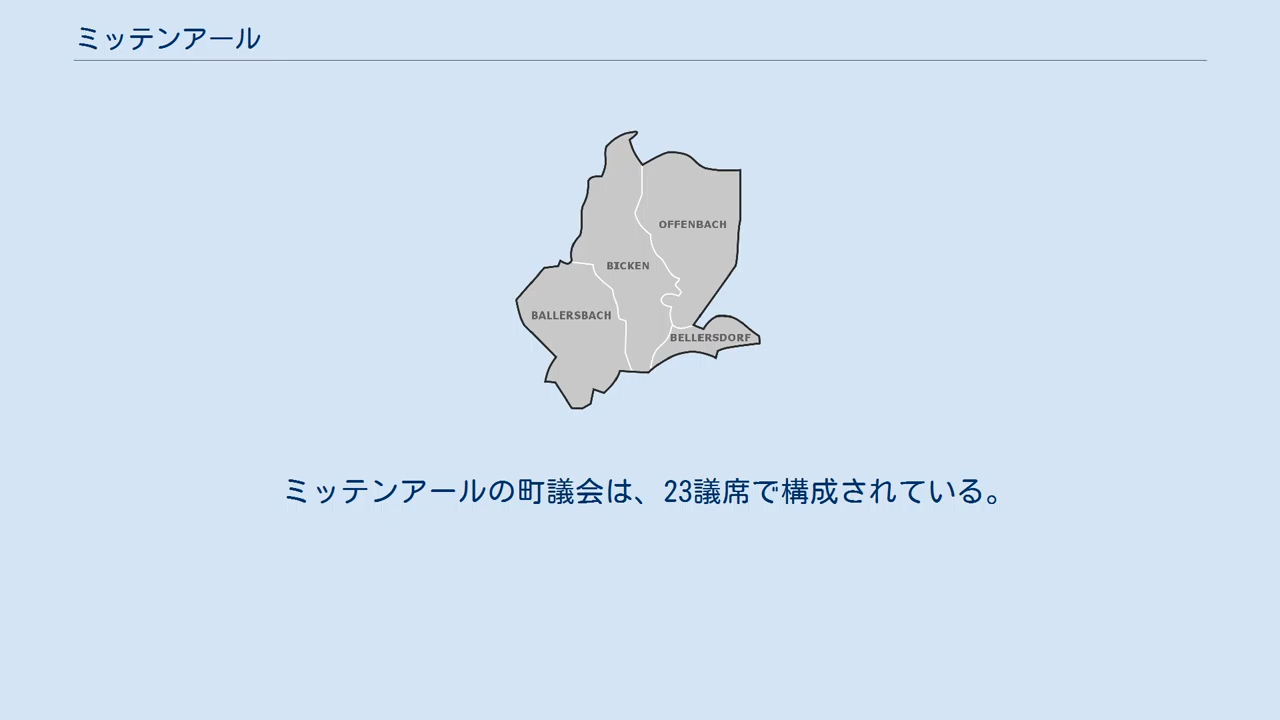 ミッテンアール
OFFENBACH
BICKEN
BALLERSBACH
BELLERSDORF
ミッテンアールの町議会は、23議席で構成されている。